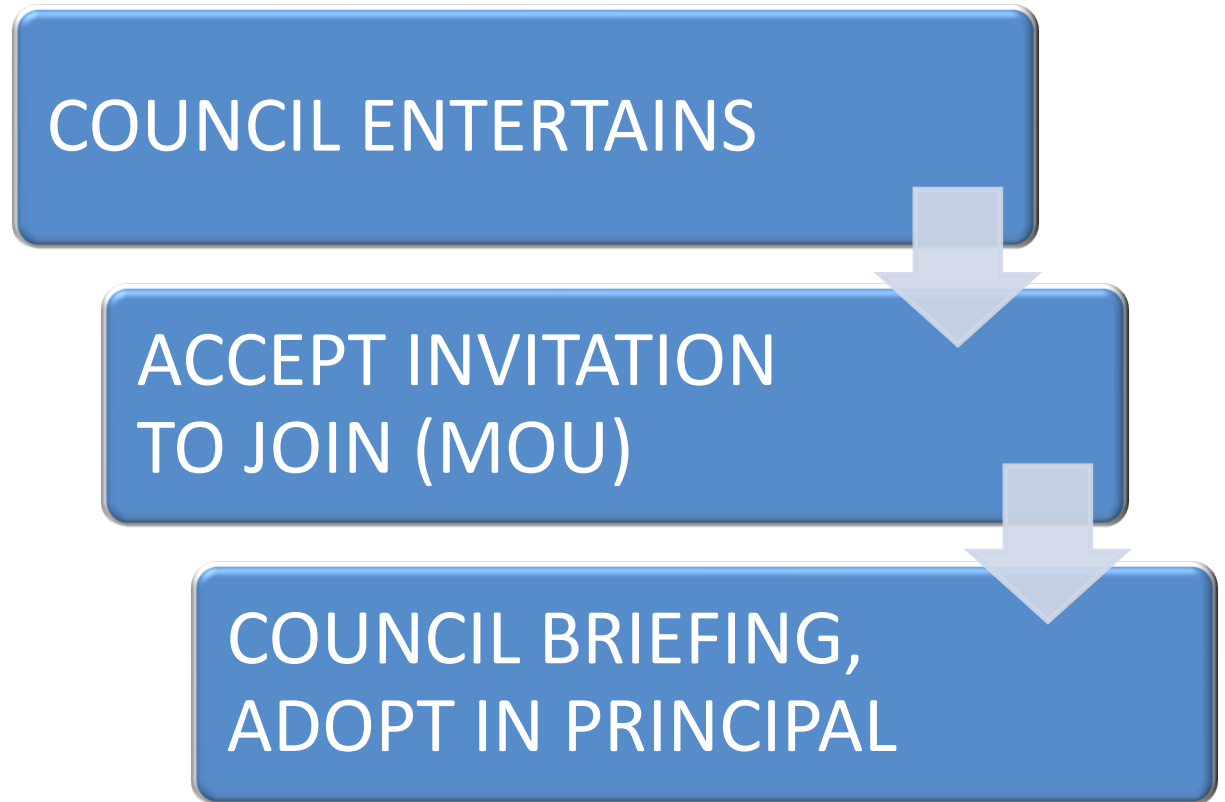 COUNCIL ENTERTAINS
ACCEPT INVITATION
TO JOIN (MOU)
COUNCIL BRIEFING,
ADOPT IN PRINCIPAL